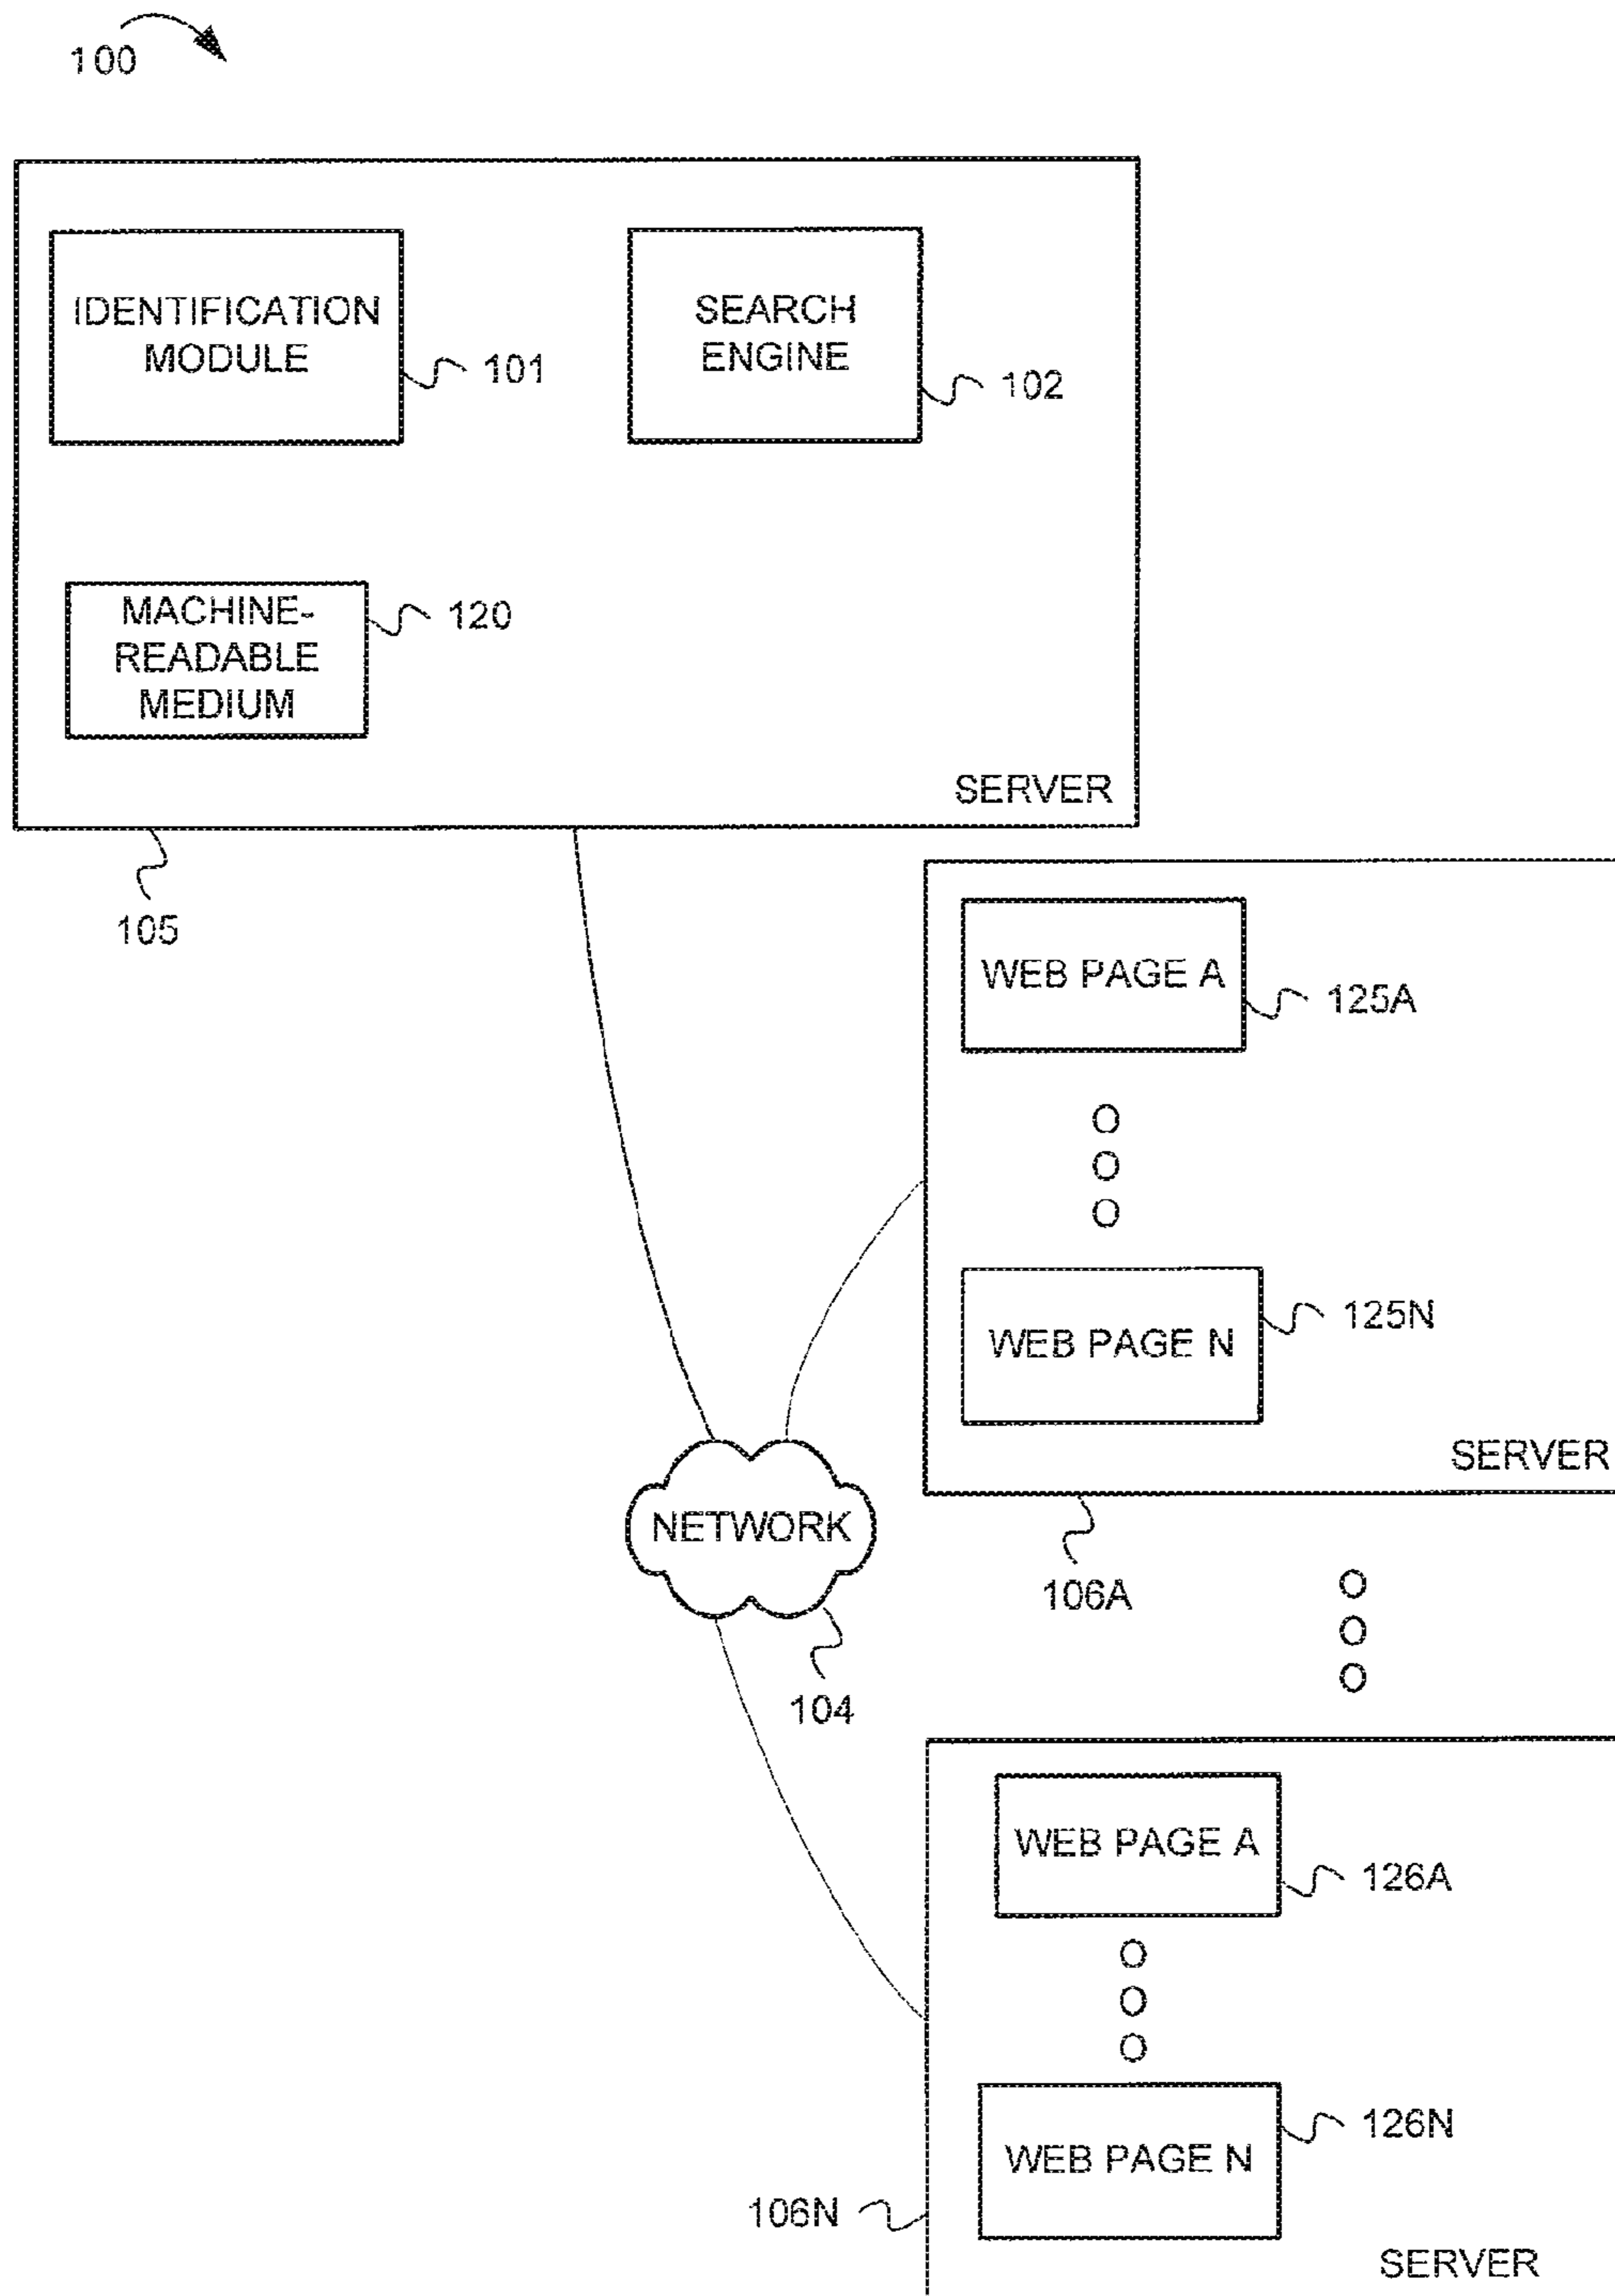 100
IDENTIFICATION
MODULE
101
SEARCH
ENGINE
102
MACHINE-
READABLE
MEDIUM
120
SERVER
105
WEB PAGE A
125A
O
O
O
WEB PAGE N
125N
SERVER
106A
NETWORK
104
O
O
O
WEB PAGE A
126A
O
O
O
WEB PAGE N
126N
106N
SERVER